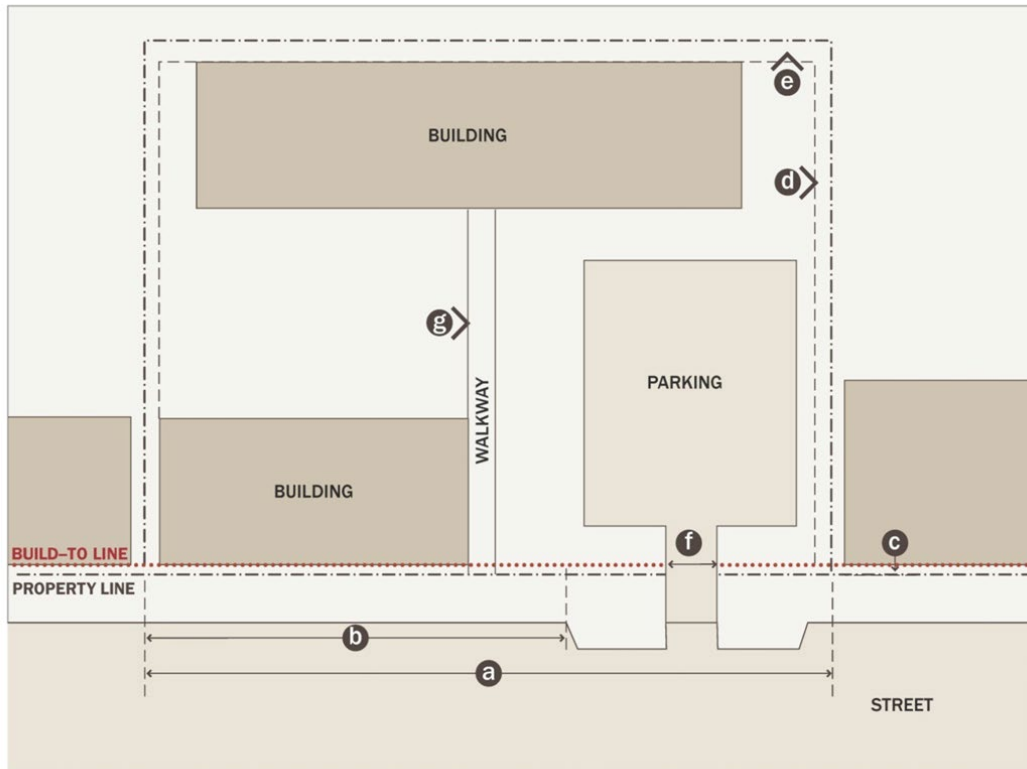 e
BUILDING
d
g
PARKING
WALKWAY
BUILDING
f
c
BUILD–TO LINE
PROPERTY LINE
b
a
STREET